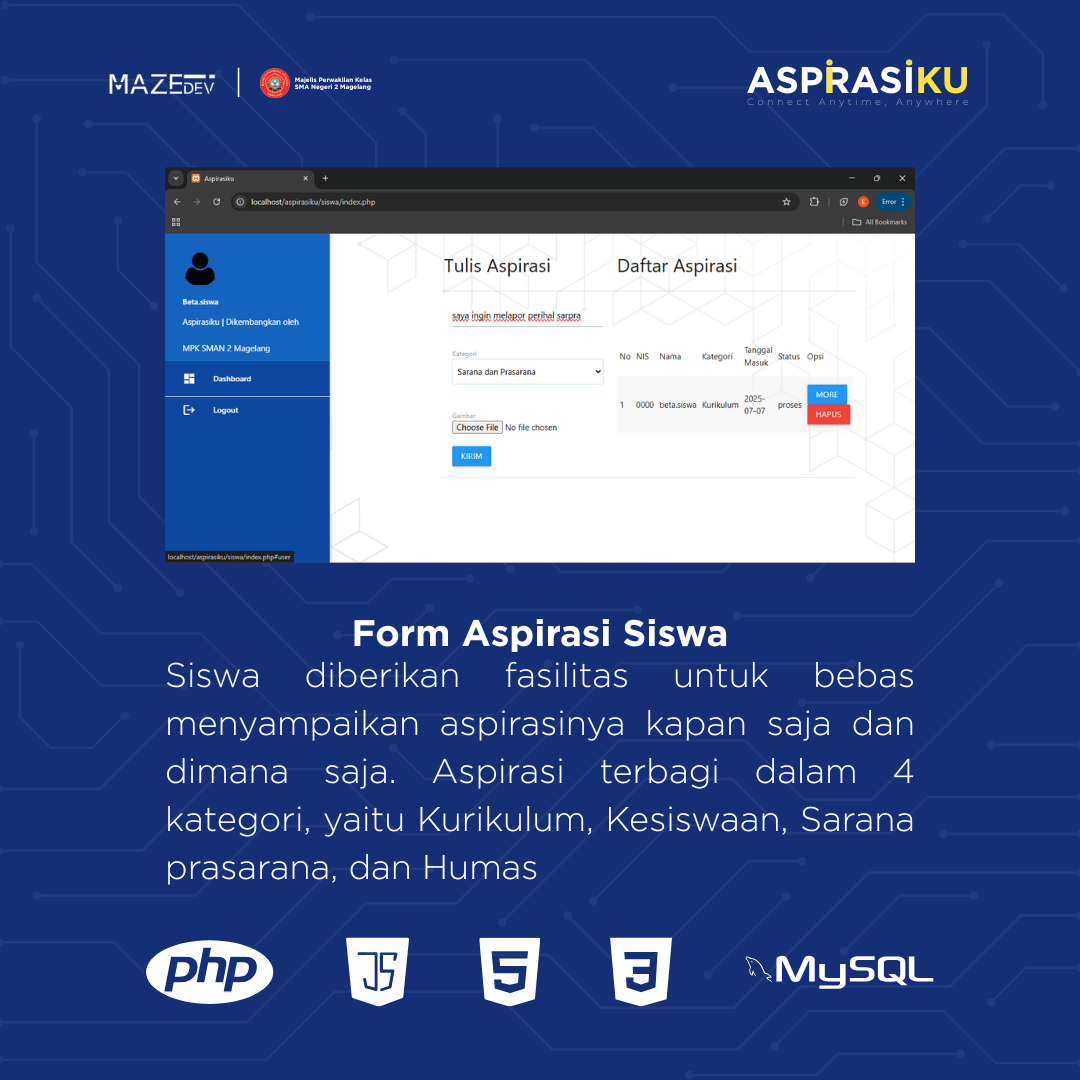 MAZEDEV
Majelis Perwakilan Kelas
SMA Negeri 2 Magelang
ASPIRASIKU
Connect Anytime, Anywhere
Aspirasiku
localhost/aspirasiku/siswa/index.php
E
Error
All Bookmarks
Beta.siswa
Aspirasiku | Dikembangkan oleh
MPK SMAN 2 Magelang
Dashboard
Logout
localhost/aspirasiku/siswa/index.php#user
Tulis Aspirasi
saya ingin melapor perihal sarpra
Kategori
Sarana dan Prasarana
Gambar
Choose File No file chosen
KIRIM
Daftar Aspirasi
No NIS Nama Kategori Tanggal Masuk Status Opsi
1 0000 beta.siswa Kurikulum 2025-07-07 proses MORE
HAPUS
Form Aspirasi Siswa
Siswa diberikan fasilitas untuk bebas
menyampaikan aspirasinya kapan saja dan
dimana saja. Aspirasi terbagi dalam 4
kategori, yaitu Kurikulum, Kesiswaan, Sarana
prasarana, dan Humas
php JS 5 3 MySQL